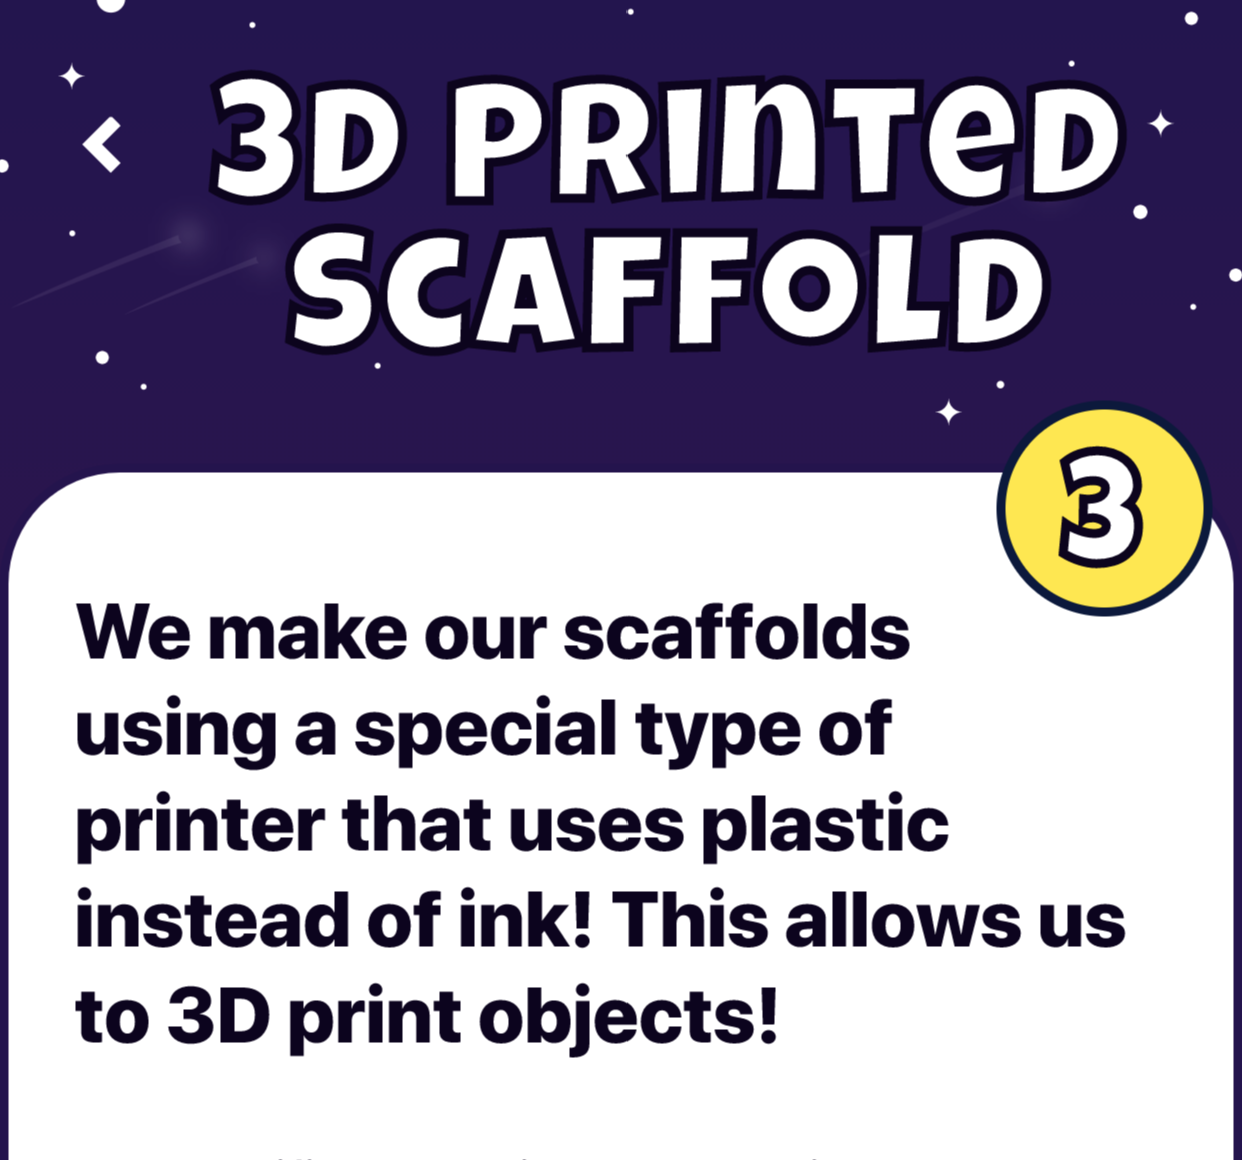 3D PRINTED
SCAFFOLD
3
We make our scaffolds
using a special type of
printer that uses plastic
instead of ink! This allows us
to 3D print objects!